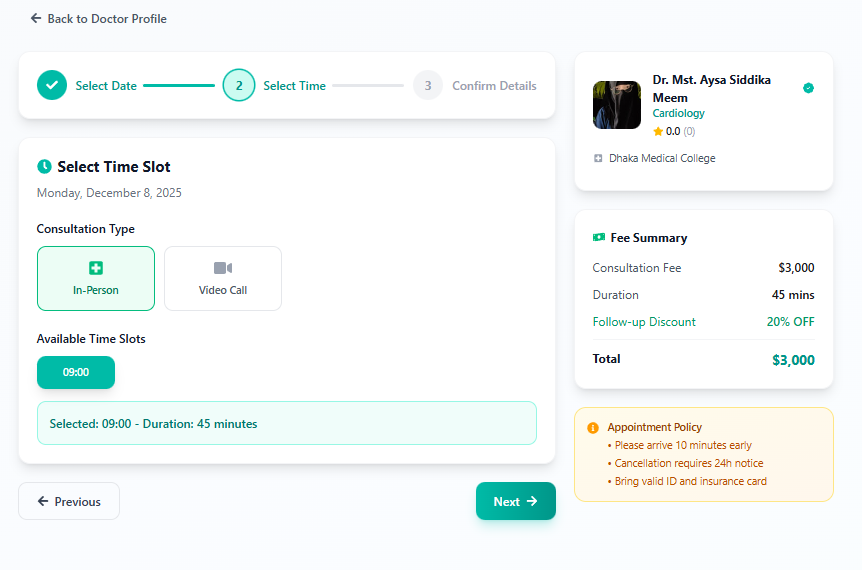 Back to Doctor Profile
Select Date
2
Select Time
3
Confirm Details
Select Time Slot
Monday, December 8, 2025
Consultation Type
In-Person
Video Call
Available Time Slots
09:00
Selected: 09:00 - Duration: 45 minutes
Previous
Next
Dr. Mst. Aysa Siddika
Meem
Cardiology
0.0 (0)
Dhaka Medical College
Fee Summary
Consultation Fee $3,000
Duration 45 mins
Follow-up Discount 20% OFF
Total $3,000
Appointment Policy
• Please arrive 10 minutes early
• Cancellation requires 24h notice
• Bring valid ID and insurance card